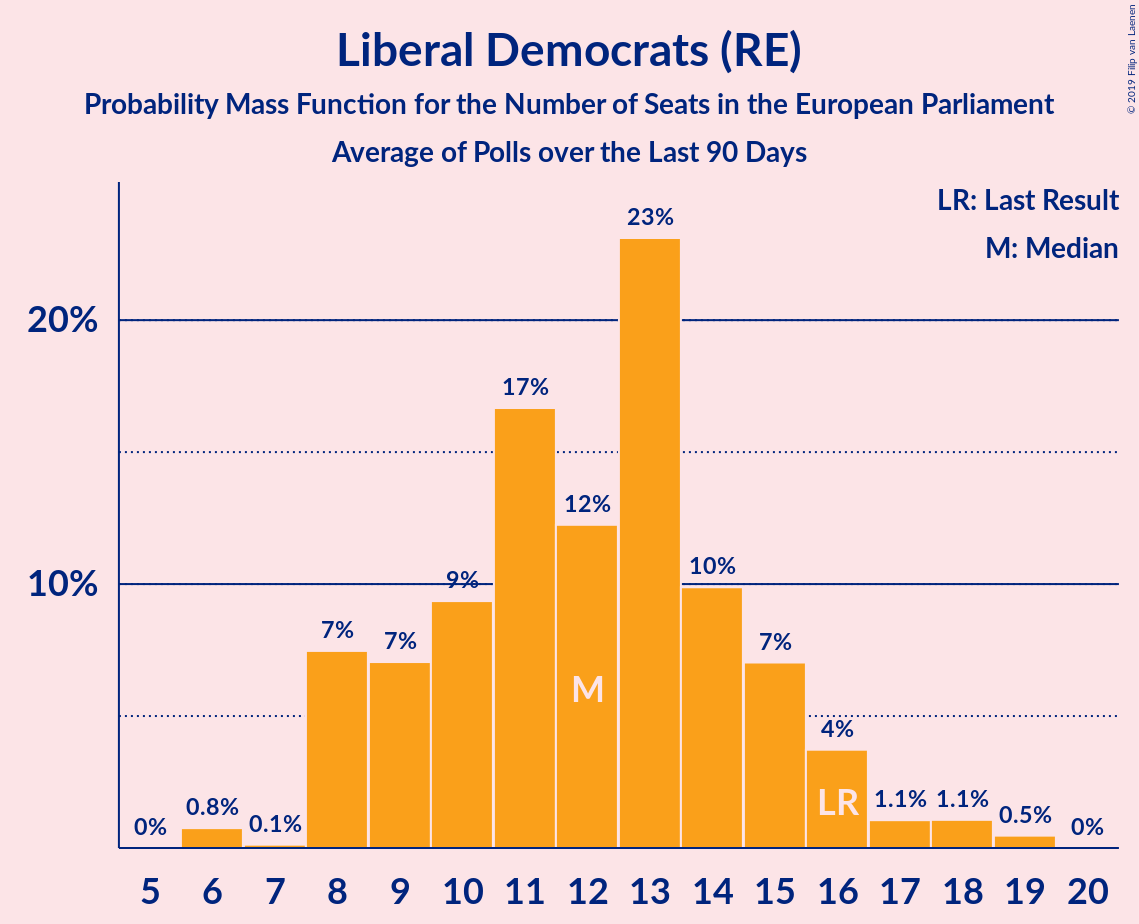 Liberal Democrats (RE)
Probability Mass Function for the Number of Seats in the European Parliament
Average of Polls over the Last 90 Days
© 2019 Filip van Laenen
LR: Last Result
M: Median
20%
10%
0%
0.8%
0.1%
7%
7%
9%
17%
12%
23%
10%
7%
4%
1.1%
1.1%
0.5%
0%
M
LR
5 6 7 8 9 10 11 12 13 14 15 16 17 18 19 20